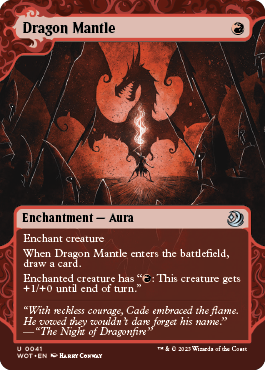 Dragon Mantle
Enchantment — Aura
Enchant creature
When Dragon Mantle enters the battlefield,
draw a card.
Enchanted creature has “: This creature gets
+1/+0 until end of turn.”
“With reckless courage, Cade embraced the flame.
He vowed they wouldn’t dare forget his name.”
—“The Night of Dragonfire”
U 0041
WOT • EN Harry Conway
™ & © 2023 Wizards of the Coast